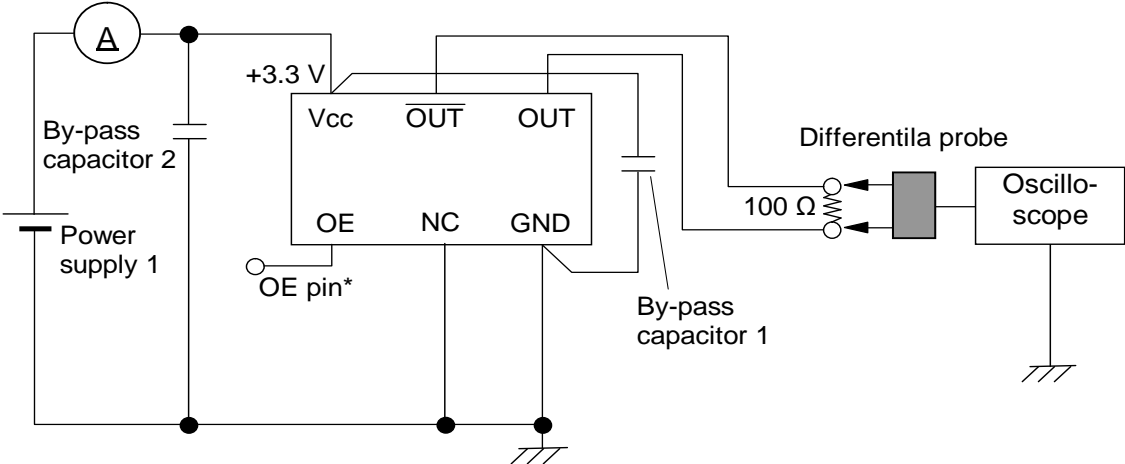 A
+3.3 V
Vcc
OUT
OUT
By-pass
capacitor 2
Differentila probe
Oscillo-
scope
100 Ω
OE
NC
GND
Power
supply 1
OE pin*
By-pass
capacitor 1